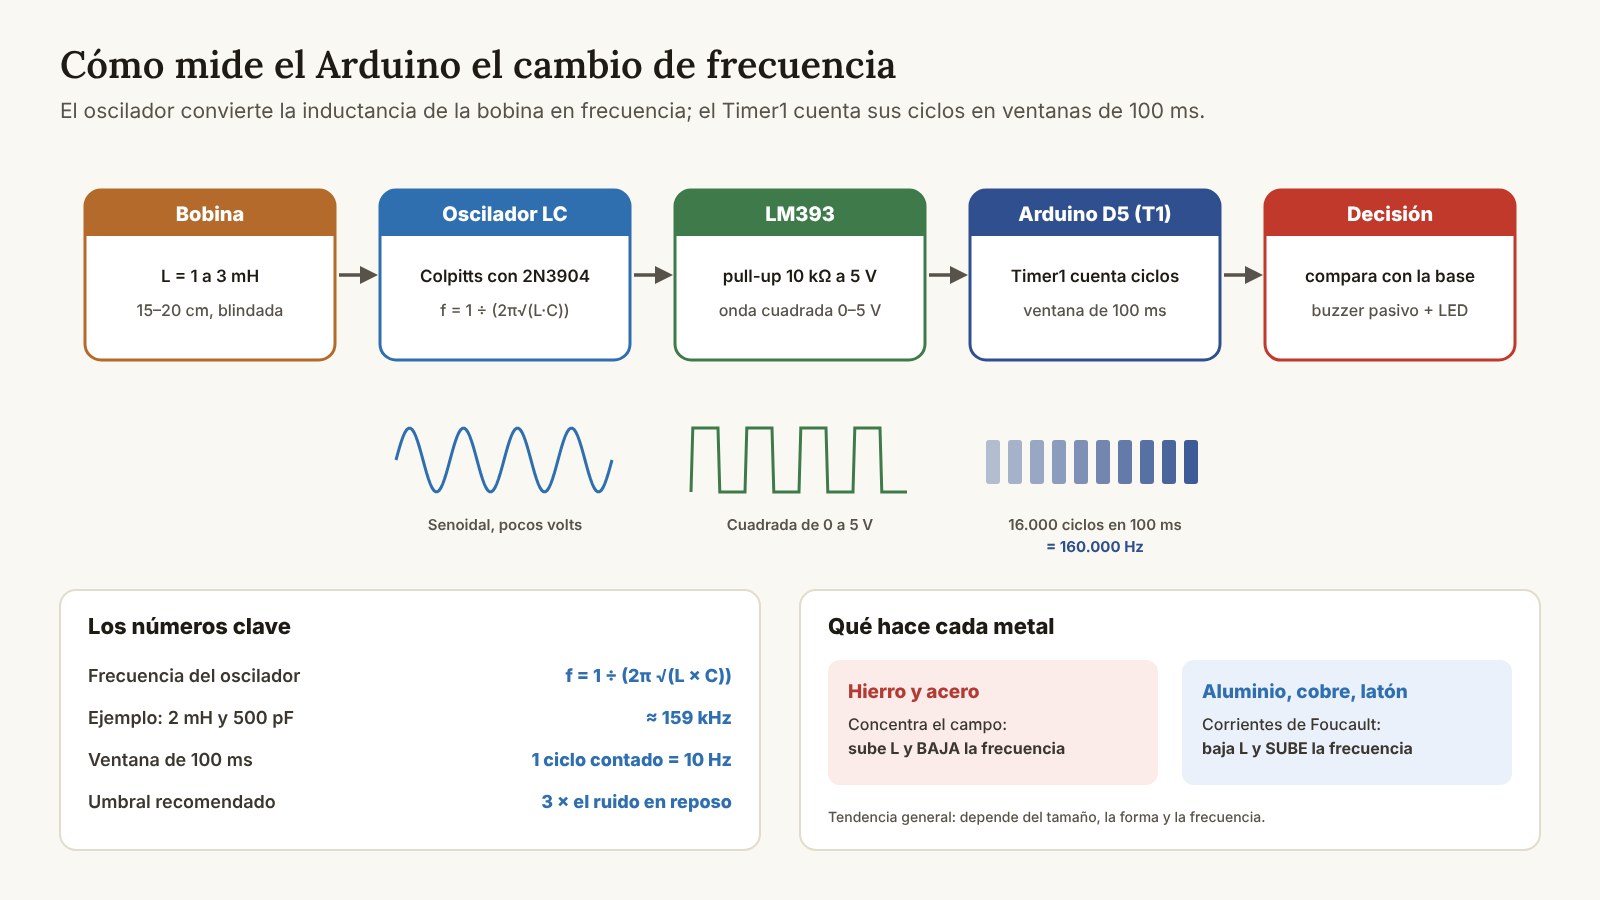 Cómo mide el Arduino el cambio de frecuencia
El oscilador convierte la inductancia de la bobina en frecuencia; el Timer1 cuenta sus ciclos en ventanas de 100 ms.
Bobina
L = 1 a 3 mH
15–20 cm, blindada
Oscilador LC
Colpitts con 2N3904
f = 1 ÷ (2π√(L·C))
LM393
pull-up 10 kΩ a 5 V
onda cuadrada 0–5 V
Arduino D5 (T1)
Timer1 cuenta ciclos
ventana de 100 ms
Decisión
compara con la base
buzzer pasivo + LED
Senoidal, pocos volts
Cuadrada de 0 a 5 V
16.000 ciclos en 100 ms
= 160.000 Hz
Los números clave
Frecuencia del oscilador f = 1 ÷ (2π √(L × C))
Ejemplo: 2 mH y 500 pF ≈ 159 kHz
Ventana de 100 ms 1 ciclo contado = 10 Hz
Umbral recomendado 3 × el ruido en reposo
Qué hace cada metal
Hierro y acero
Concentra el campo:
sube L y BAJA la frecuencia
Aluminio, cobre, latón
Corrientes de Foucault:
baja L y SUBE la frecuencia
Tendencia general: depende del tamaño, la forma y la frecuencia.